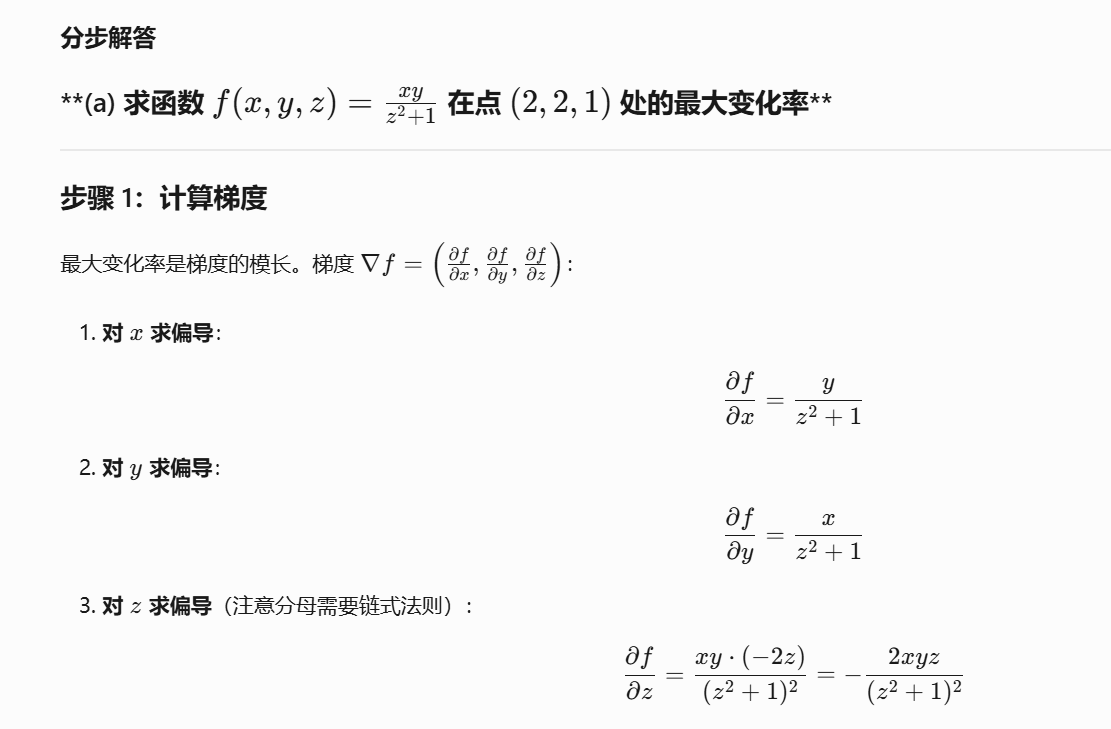 分步解答
**(a) 求函数 $f(x, y, z) = \frac{xy}{z^2+1}$ 在点 $(2, 2, 1)$ 处的最大变化率**
步骤 1：计算梯度
最大变化率是梯度的模长。梯度 $\nabla f = \left( \frac{\partial f}{\partial x}, \frac{\partial f}{\partial y}, \frac{\partial f}{\partial z} \right)$：
1. 对 $x$ 求偏导：
$\frac{\partial f}{\partial x} = \frac{y}{z^2 + 1}$
2. 对 $y$ 求偏导：
$\frac{\partial f}{\partial y} = \frac{x}{z^2 + 1}$
3. 对 $z$ 求偏导（注意分母需要链式法则）：
$\frac{\partial f}{\partial z} = \frac{xy \cdot (-2z)}{(z^2 + 1)^2} = -\frac{2xyz}{(z^2 + 1)^2}$